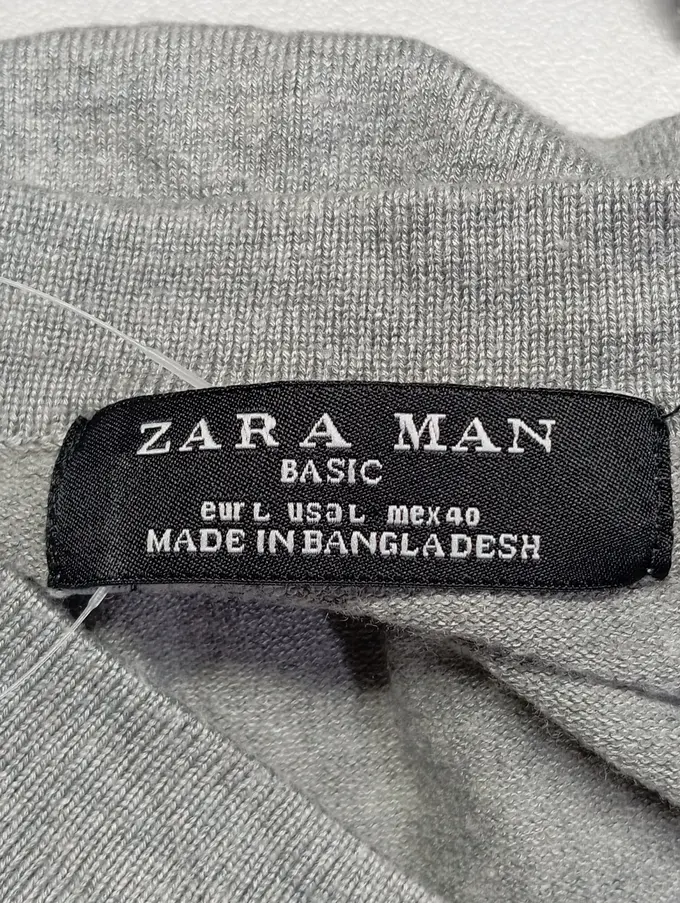 ZARA MAN
BASIC
eur L usa L mex 40
MADE IN BANGLADESH